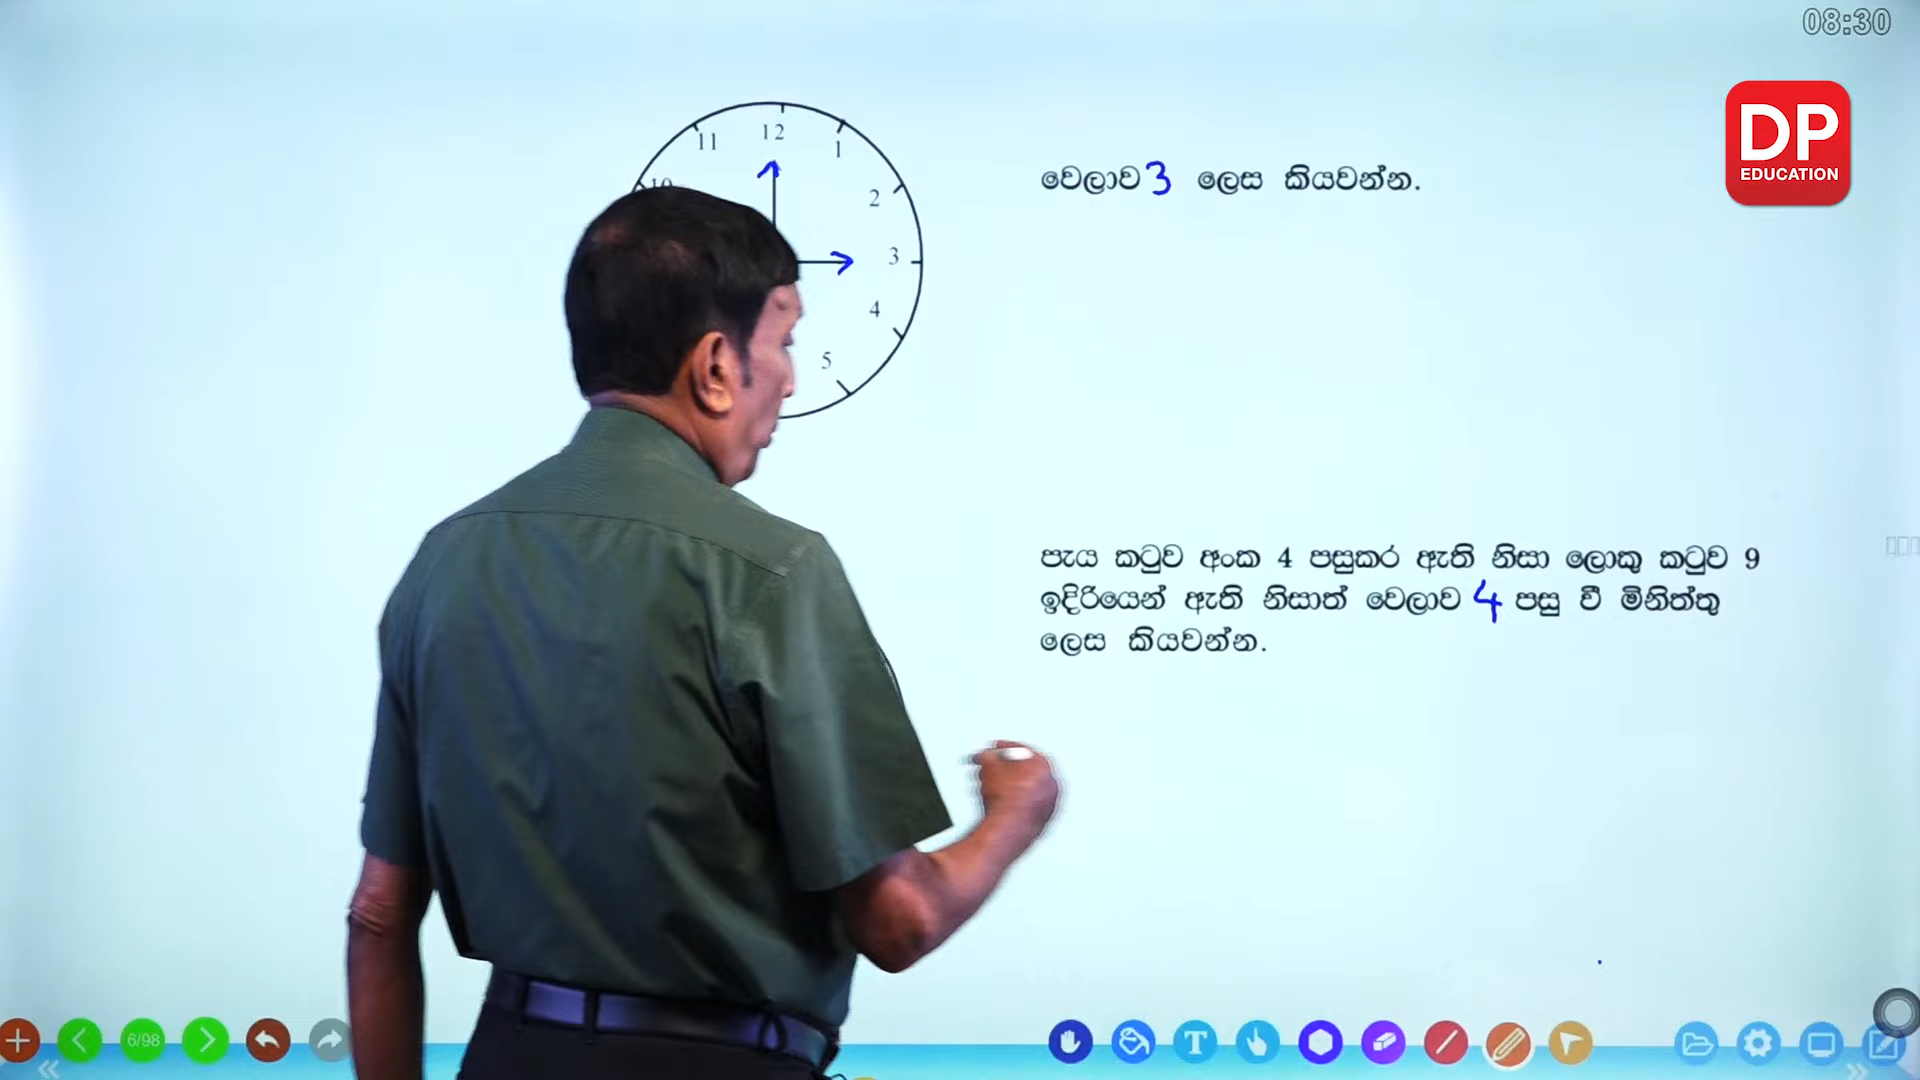 08:30
DP
EDUCATION
12
11
1
10
2
3
4
5
වෙලාව 3 ලෙස කියවන්න.
පැය කටුව අංක 4 පසුකර ඇති නිසා ලොකු කටුව 9
ඉදිරියෙන් ඇති නිසාත් වෙලාව 4 පසු වී මිනිත්තු
ලෙස කියවන්න.
6/98
T